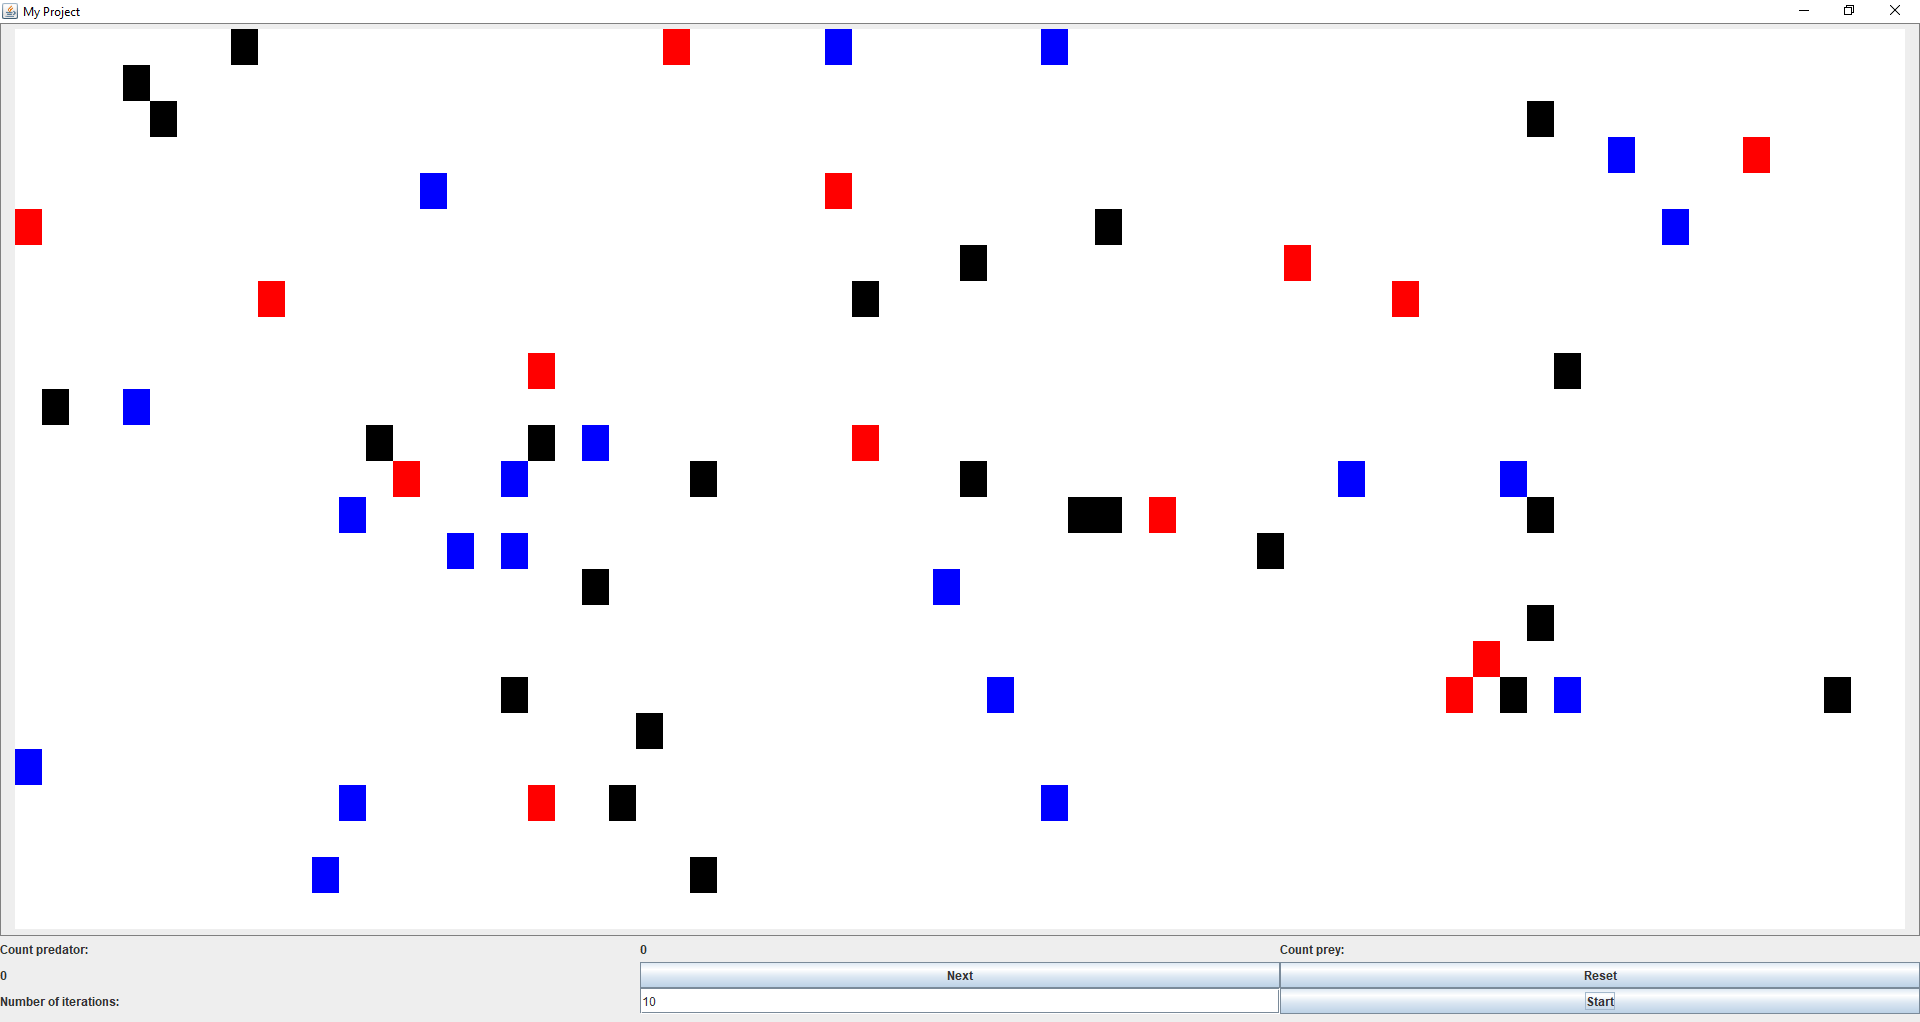 My Project
Count predator: 0 Count prey:
0 Next Reset
Number of iterations: 10 Start